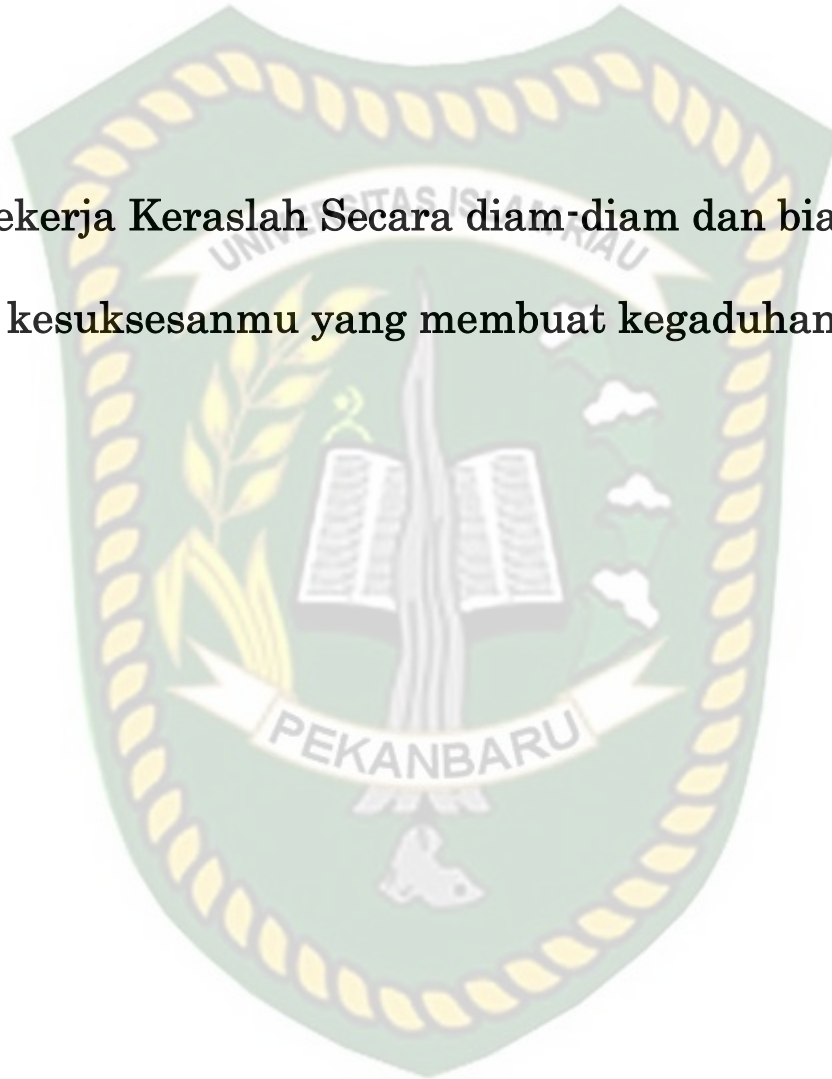 UNIVERSITAS ISLAM RIAU
ekerja Keraslah Secara diam-diam dan bia
kesuksesanmu yang membuat kegaduhan
PEKANBARU